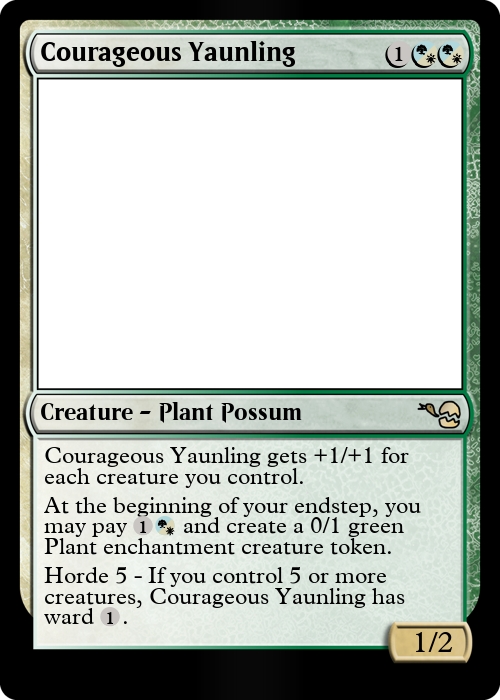 Courageous Yaunling 1
Creature – Plant Possum
Courageous Yaunling gets +1/+1 for
each creature you control.
At the beginning of your endstep, you
may pay 1 and create a 0/1 green
Plant enchantment creature token.
Horde 5 - If you control 5 or more
creatures, Courageous Yaunling has
ward 1 .
1/2